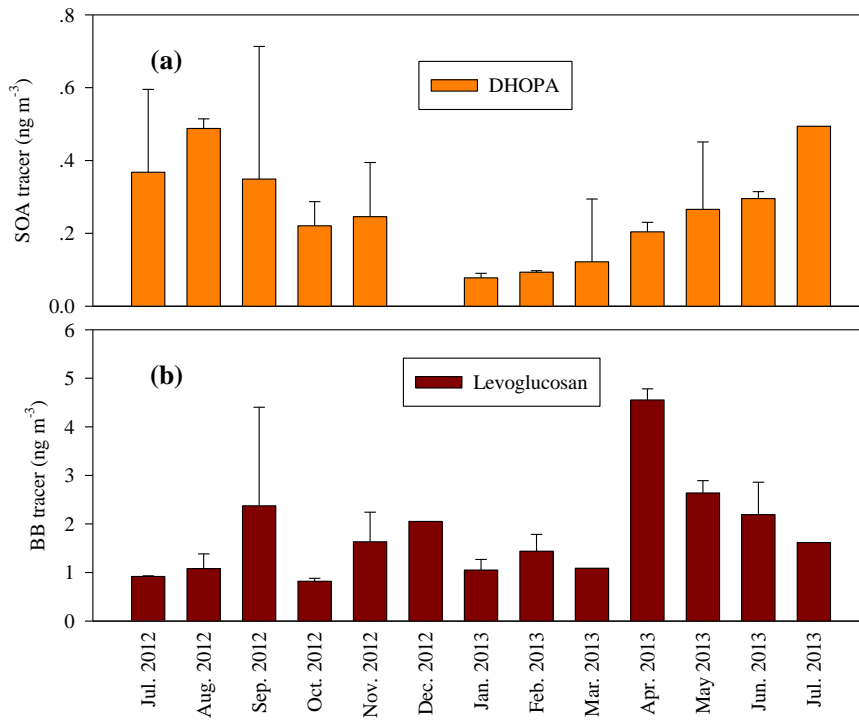 .8
(a)
DHOPA
.6
.4
.2
0.0
SOA tracer (ng m-3)
6
(b)
Levoglucosan
5
4
3
2
1
0
BB tracer (ng m-3)
Jul. 2012
Aug. 2012
Sep. 2012
Oct. 2012
Nov. 2012
Dec. 2012
Jan. 2013
Feb. 2013
Mar. 2013
Apr. 2013
May 2013
Jun. 2013
Jul. 2013